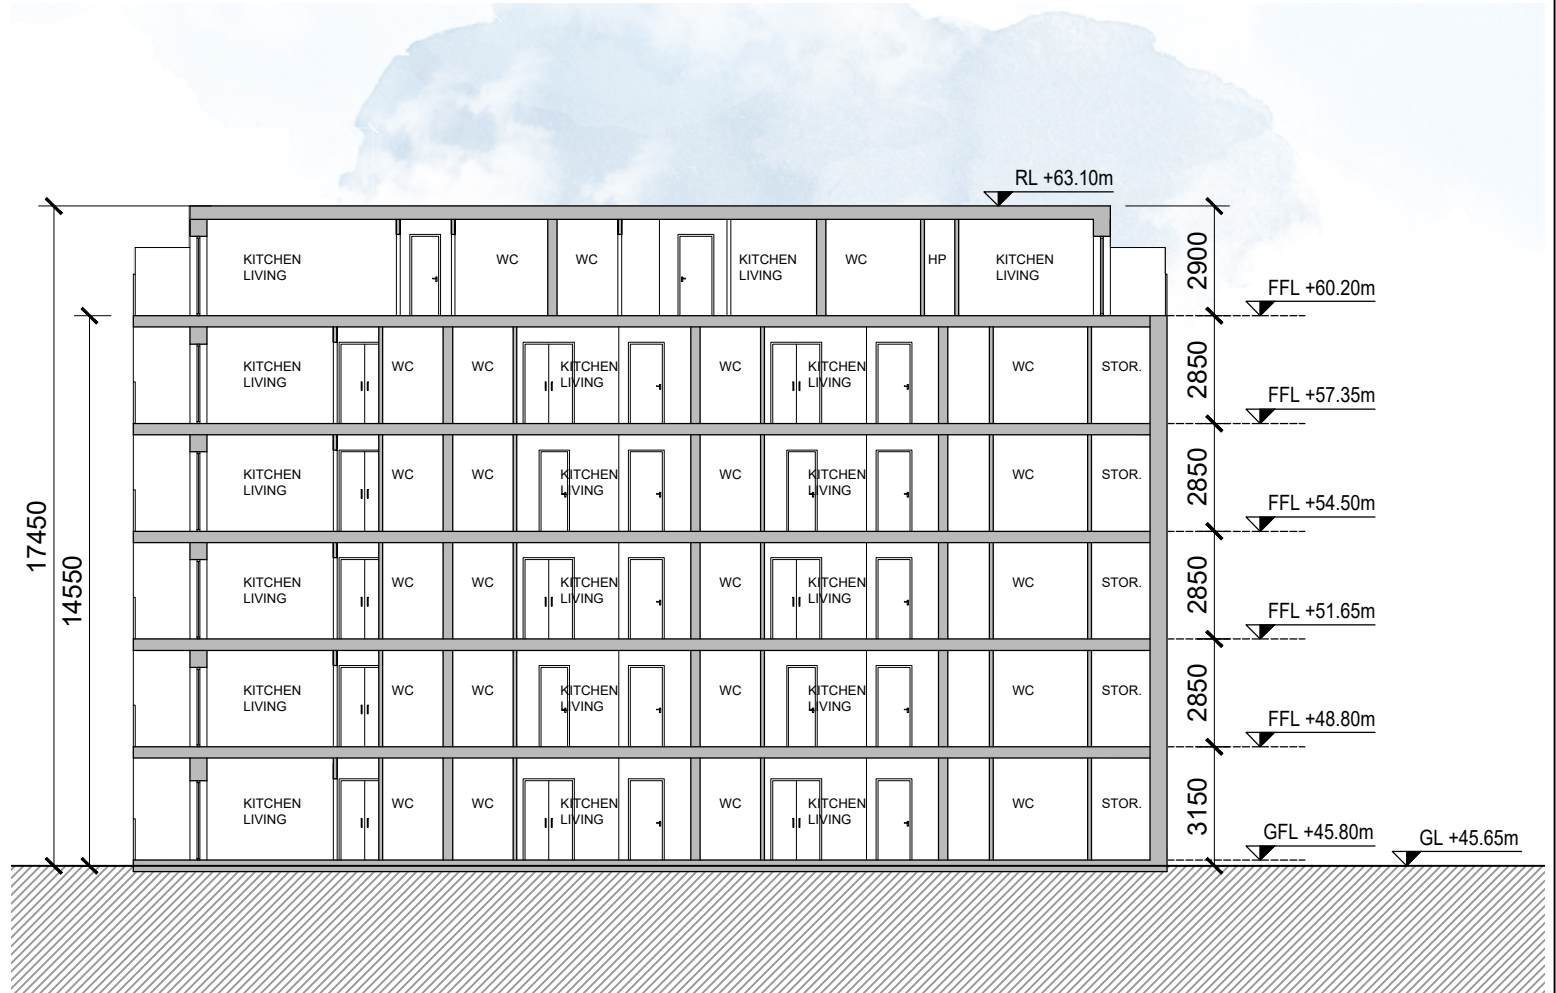 RL +63.10m
KITCHEN
LIVING
WC
WC
KITCHEN
LIVING
WC
HP
KITCHEN
LIVING
2900
FFL +60.20m
KITCHEN
LIVING
WC
WC
KITCHEN
LIVING
WC
KITCHEN
LIVING
WC
STOR.
2850
FFL +57.35m
KITCHEN
LIVING
WC
WC
KITCHEN
LIVING
WC
KITCHEN
LIVING
WC
STOR.
2850
FFL +54.50m
17450
14550
KITCHEN
LIVING
WC
WC
KITCHEN
LIVING
WC
KITCHEN
LIVING
WC
STOR.
2850
FFL +51.65m
KITCHEN
LIVING
WC
WC
KITCHEN
LIVING
WC
KITCHEN
LIVING
WC
STOR.
2850
FFL +48.80m
KITCHEN
LIVING
WC
WC
KITCHEN
LIVING
WC
KITCHEN
LIVING
WC
STOR.
3150
GFL +45.80m
GL +45.65m